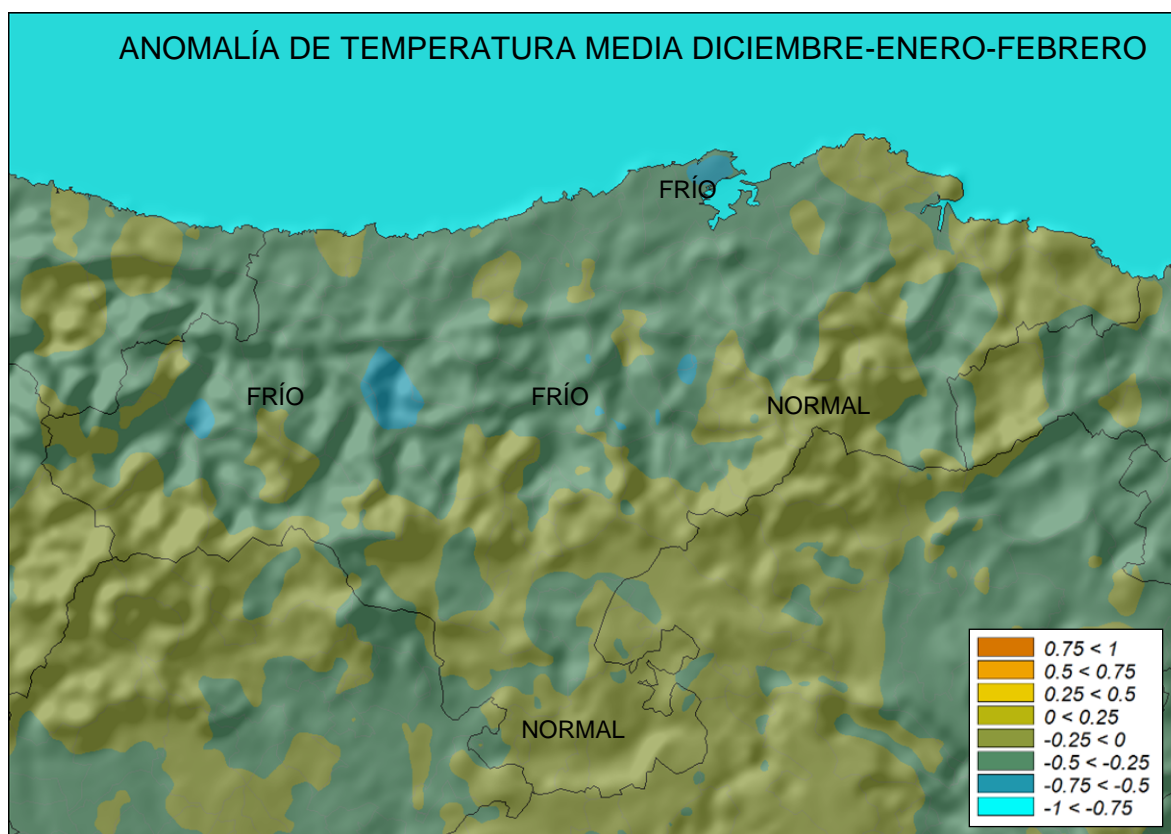 ANOMALÍA DE TEMPERATURA MEDIA DICIEMBRE-ENERO-FEBRERO
FRÍO
FRÍO
FRÍO
NORMAL
NORMAL
0.75 < 1
0.5 < 0.75
0.25 < 0.5
0 < 0.25
-0.25 < 0
-0.5 < -0.25
-0.75 < -0.5
-1 < -0.75